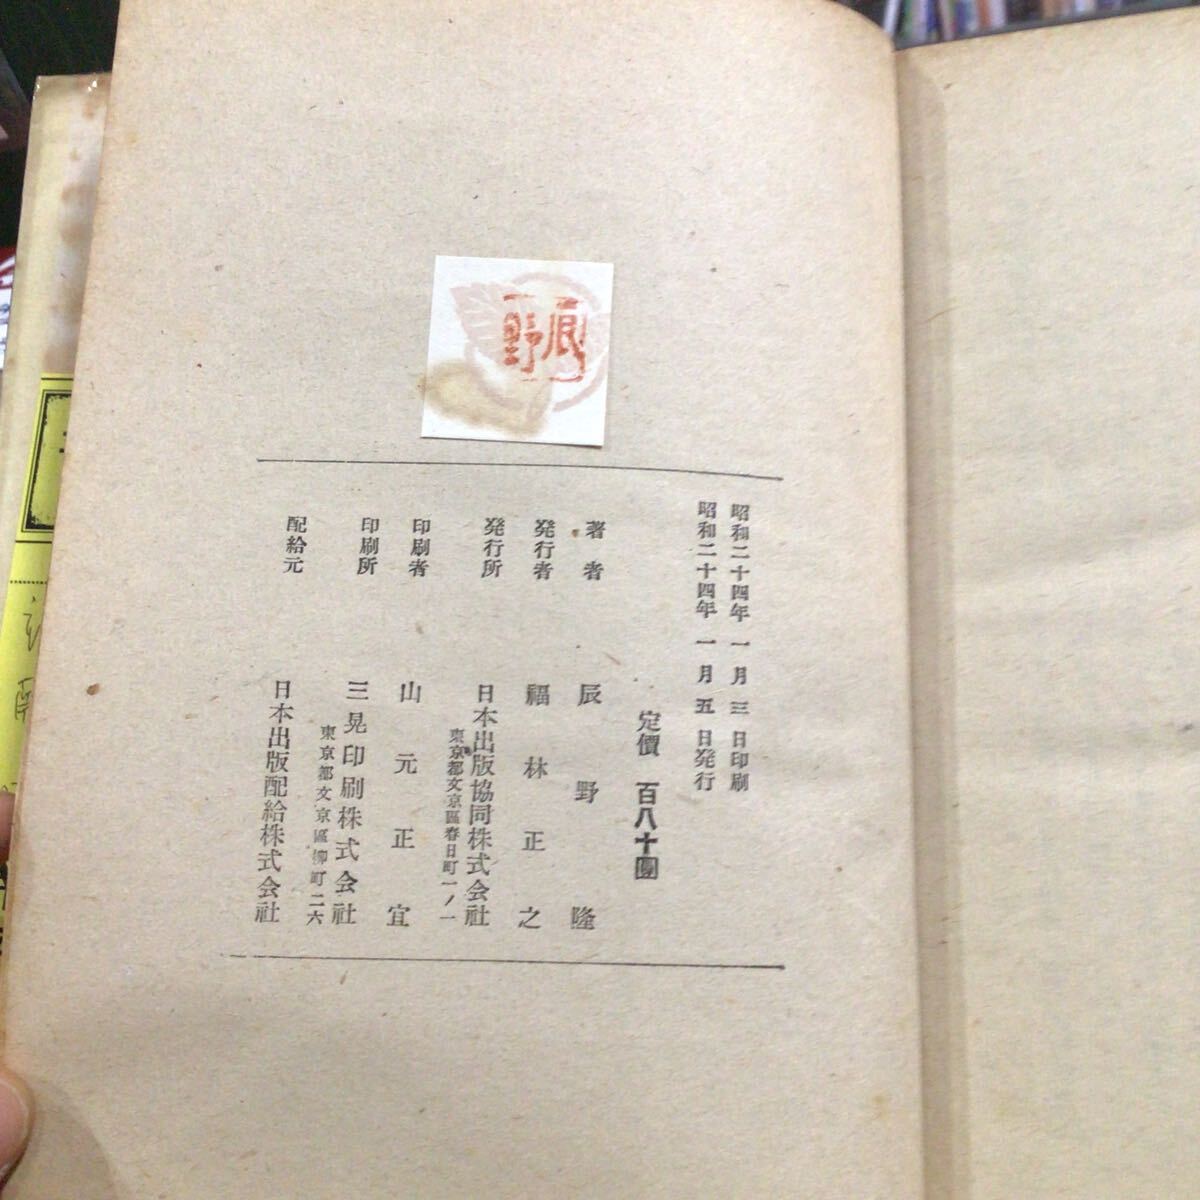 辰野
昭和二十四年一月三日印刷
昭和二十四年一月五日発行
定價 百八十圓
著者 辰野隆
発行者 福林正之
発行所 日本出版協同株式会社
東京都文京區春日町一ノ一
印刷者 山元正宜
印刷所 三晃印刷株式会社
東京都文京區柳町二六
配給元 日本出版配給株式会社